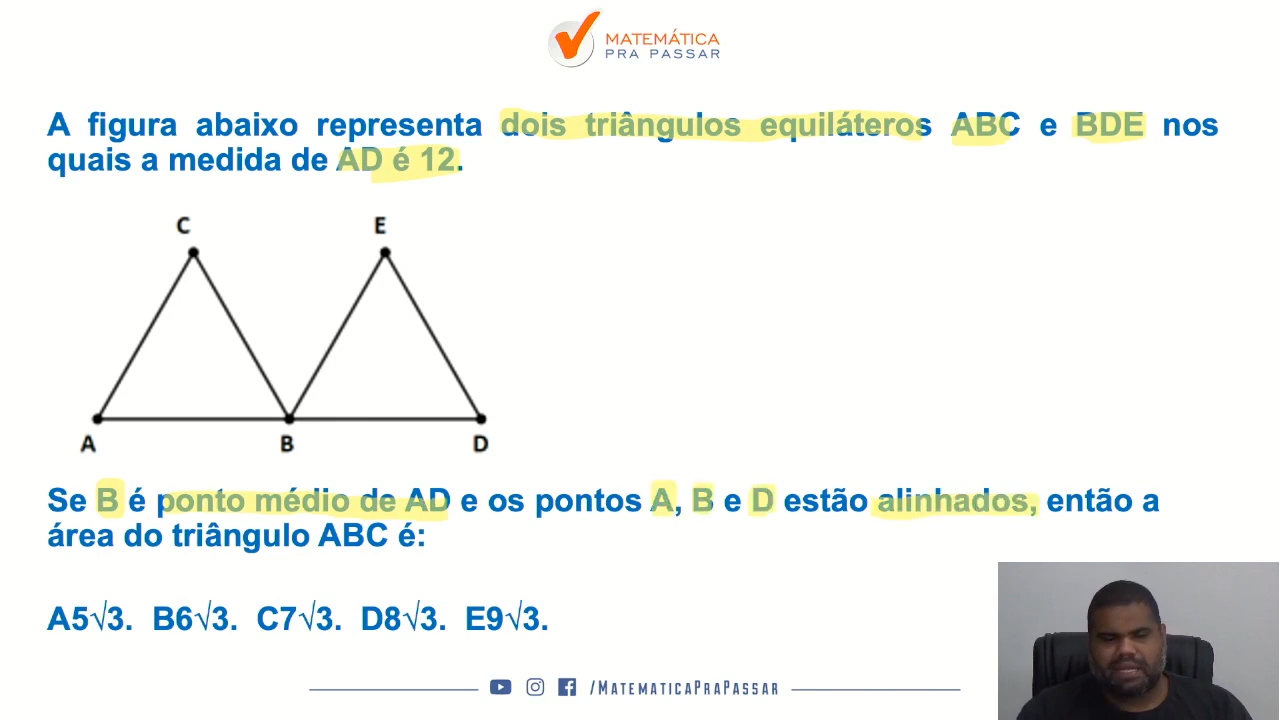 MATEMÁTICA
PRA PASSAR
A figura abaixo representa dois triângulos equiláteros ABC e BDE nos
quais a medida de AD é 12.
C E
A B D
Se B é ponto médio de AD e os pontos A, B e D estão alinhados, então a
área do triângulo ABC é:
A5√3. B6√3. C7√3. D8√3. E9√3.
/MATEMATICAPRAPASSAR